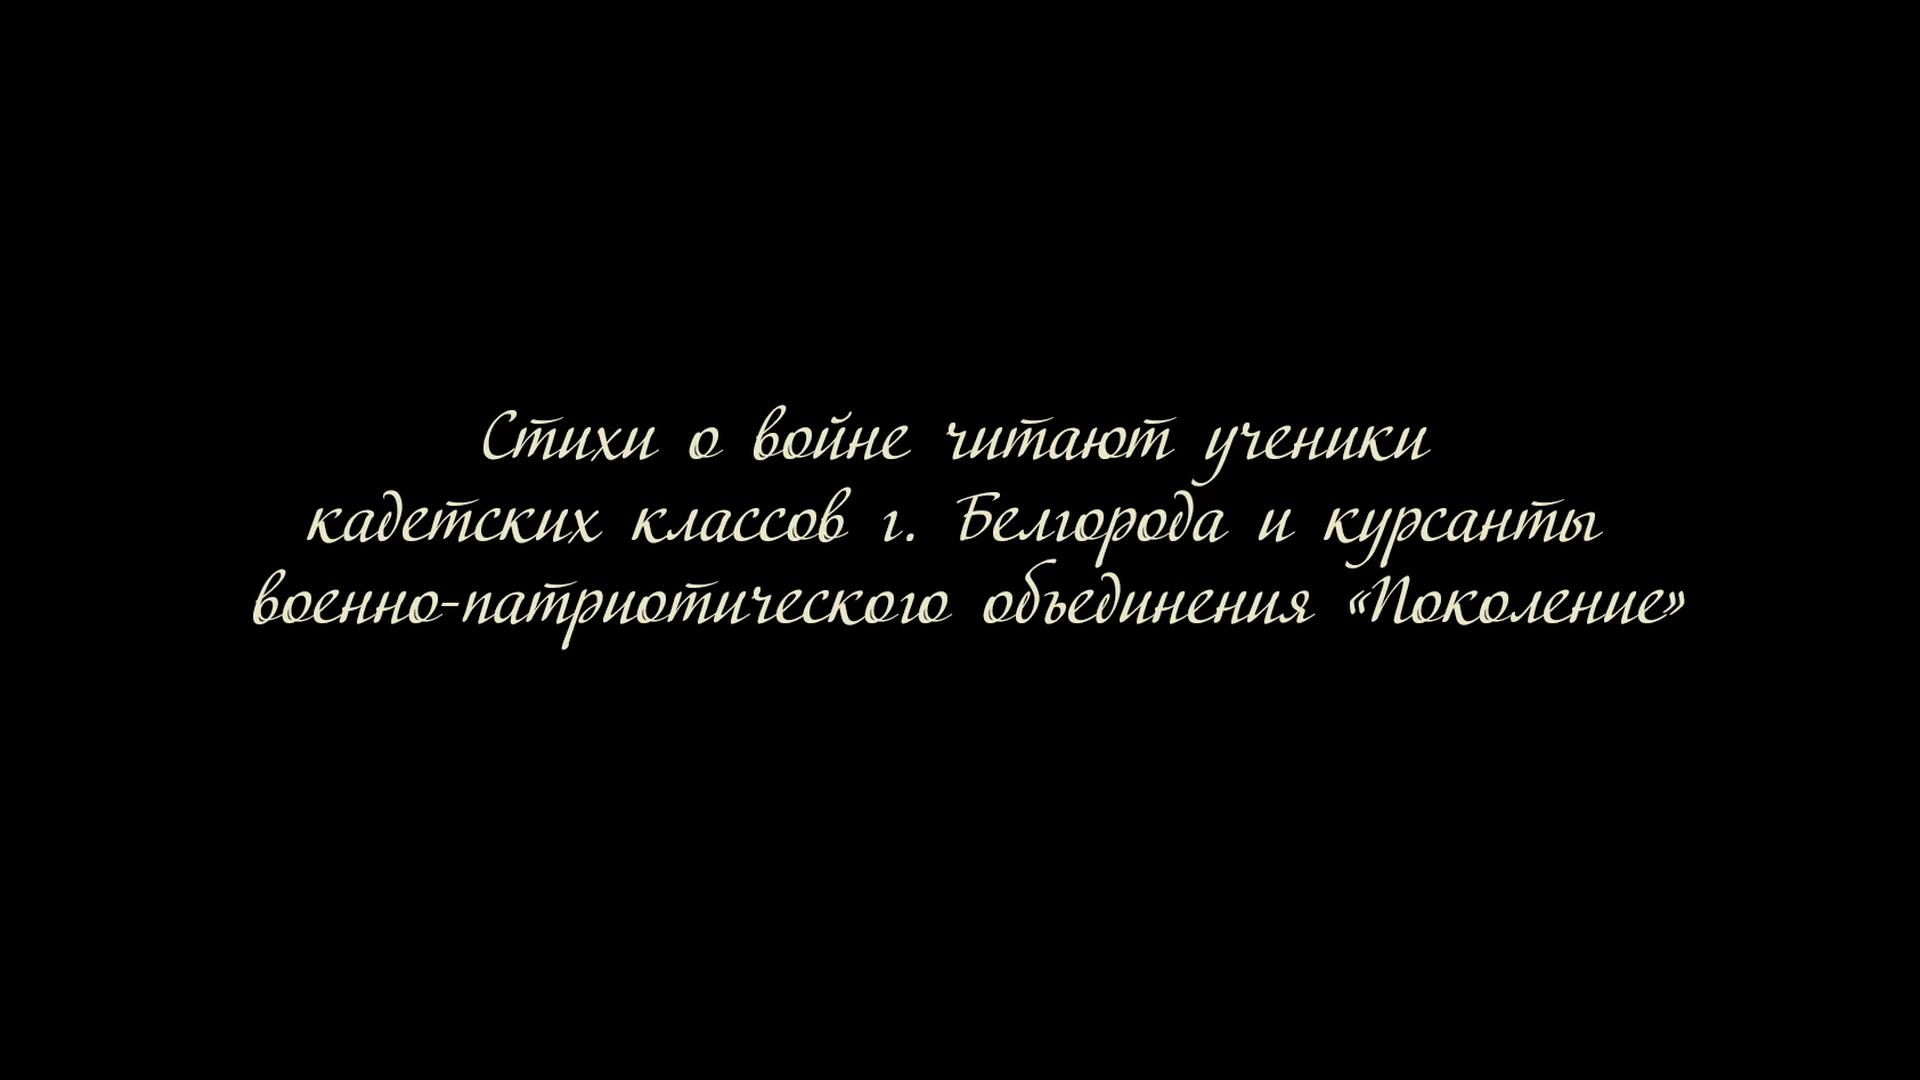 Стихи о войне читают ученики
кадетских классов г. Белгорода и курсанты
военно-патриотического объединения «Поколение»